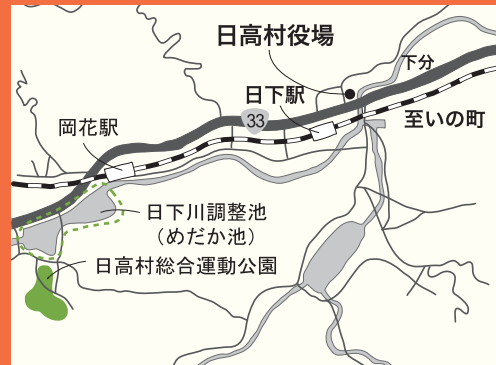 日高村役場
下分
日下駅
33
至いの町
岡花駅
日下川調整池
（めだか池）
日高村総合運動公園